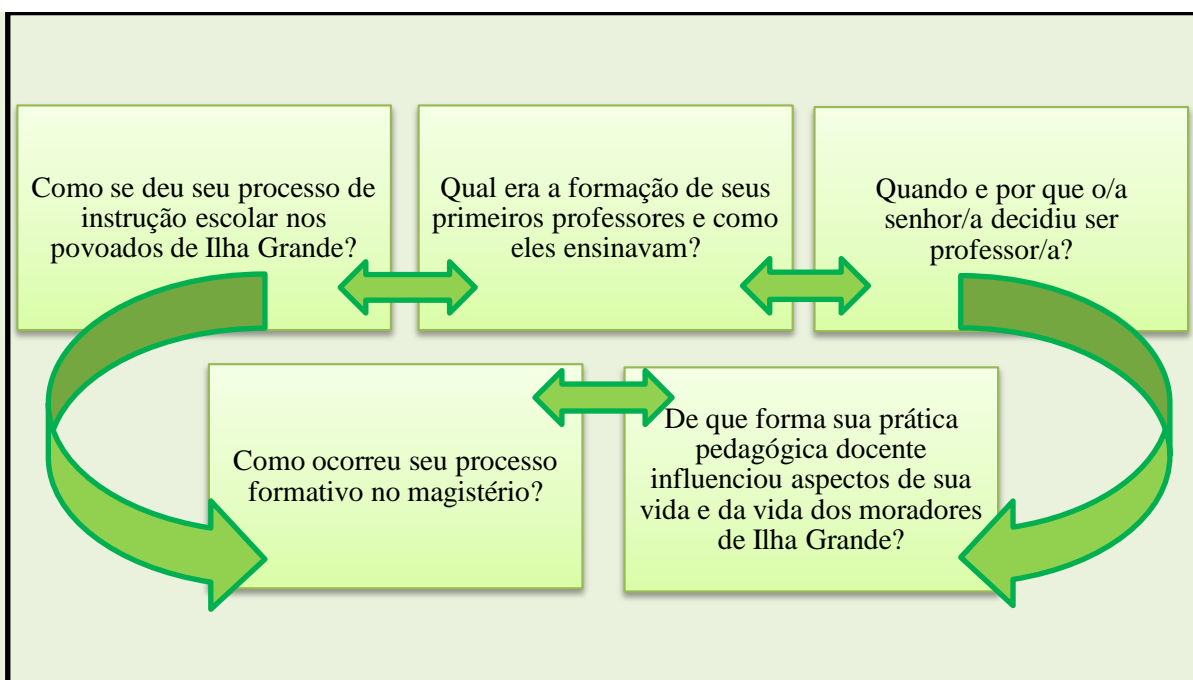 Como se deu seu processo de
instrução escolar nos
povoados de Ilha Grande?
Qual era a formação de seus
primeiros professores e como
eles ensinavam?
Quando e por que o/a
senhor/a decidiu ser
professor/a?
Como ocorreu seu processo
formativo no magistério?
De que forma sua prática
pedagógica docente
influenciou aspectos de sua
vida e da vida dos moradores
de Ilha Grande?